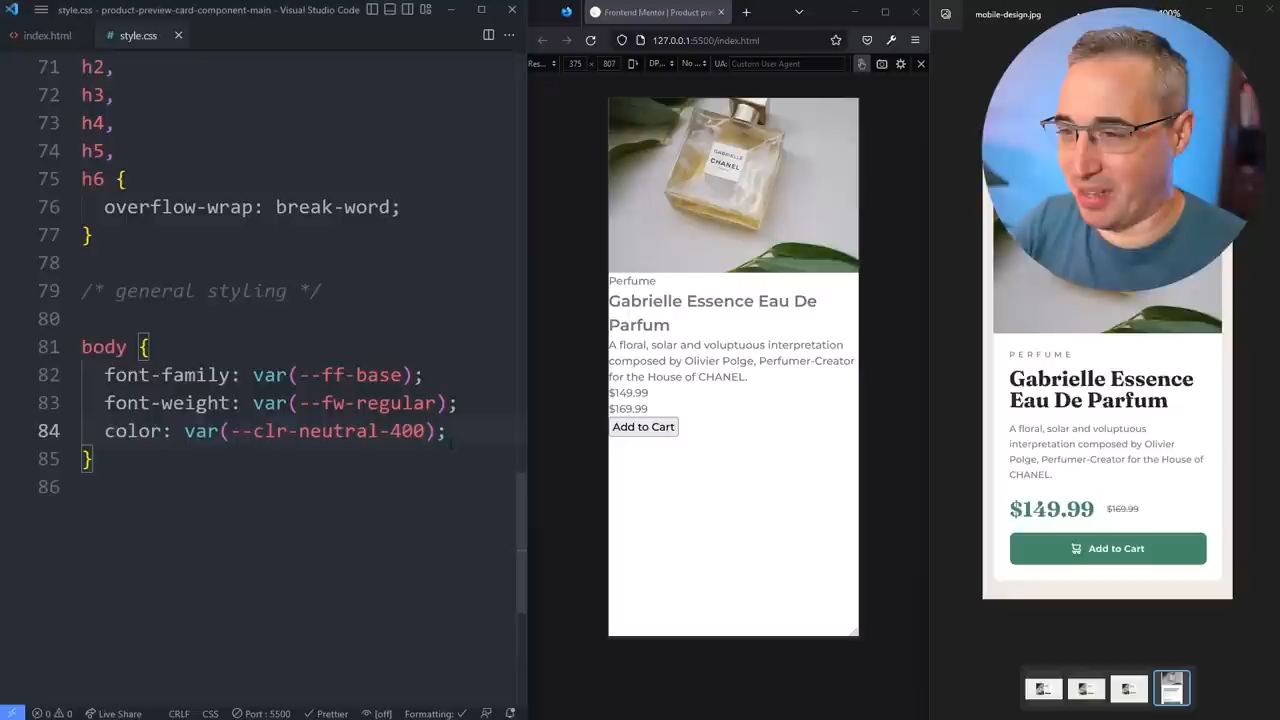 style.css - product-preview-card-component-main - Visual Studio Code
index.html
style.css
71 h2,
72 h3,
73 h4,
74 h5,
75 h6 {
76 overflow-wrap: break-word;
77 }
78
79 /* general styling */
80
81 body {
82 font-family: var(--ff-base);
83 font-weight: var(--fw-regular);
84 color: var(--clr-neutral-400);
85 }
86
0 0 Live Share CRLF CSS Port : 5500 Prettier [off] Formatting:
Frontend Mentor | Product pre
127.0.0.1:5500/index.html
Res... 375 × 807 DP... No ... UA: Custom User Agent
GABRIELLE
CHANEL
Perfume
Gabrielle Essence Eau De
Parfum
A floral, solar and voluptuous interpretation
composed by Olivier Polge, Perfumer-Creator
for the House of CHANEL.
$149.99
$169.99
Add to Cart
mobile-design.jpg
PERFUME
Gabrielle Essence
Eau De Parfum
A floral, solar and voluptuous
interpretation composed by Olivier
Polge, Perfumer-Creator for the House of
CHANEL.
$149.99 $169.99
Add to Cart